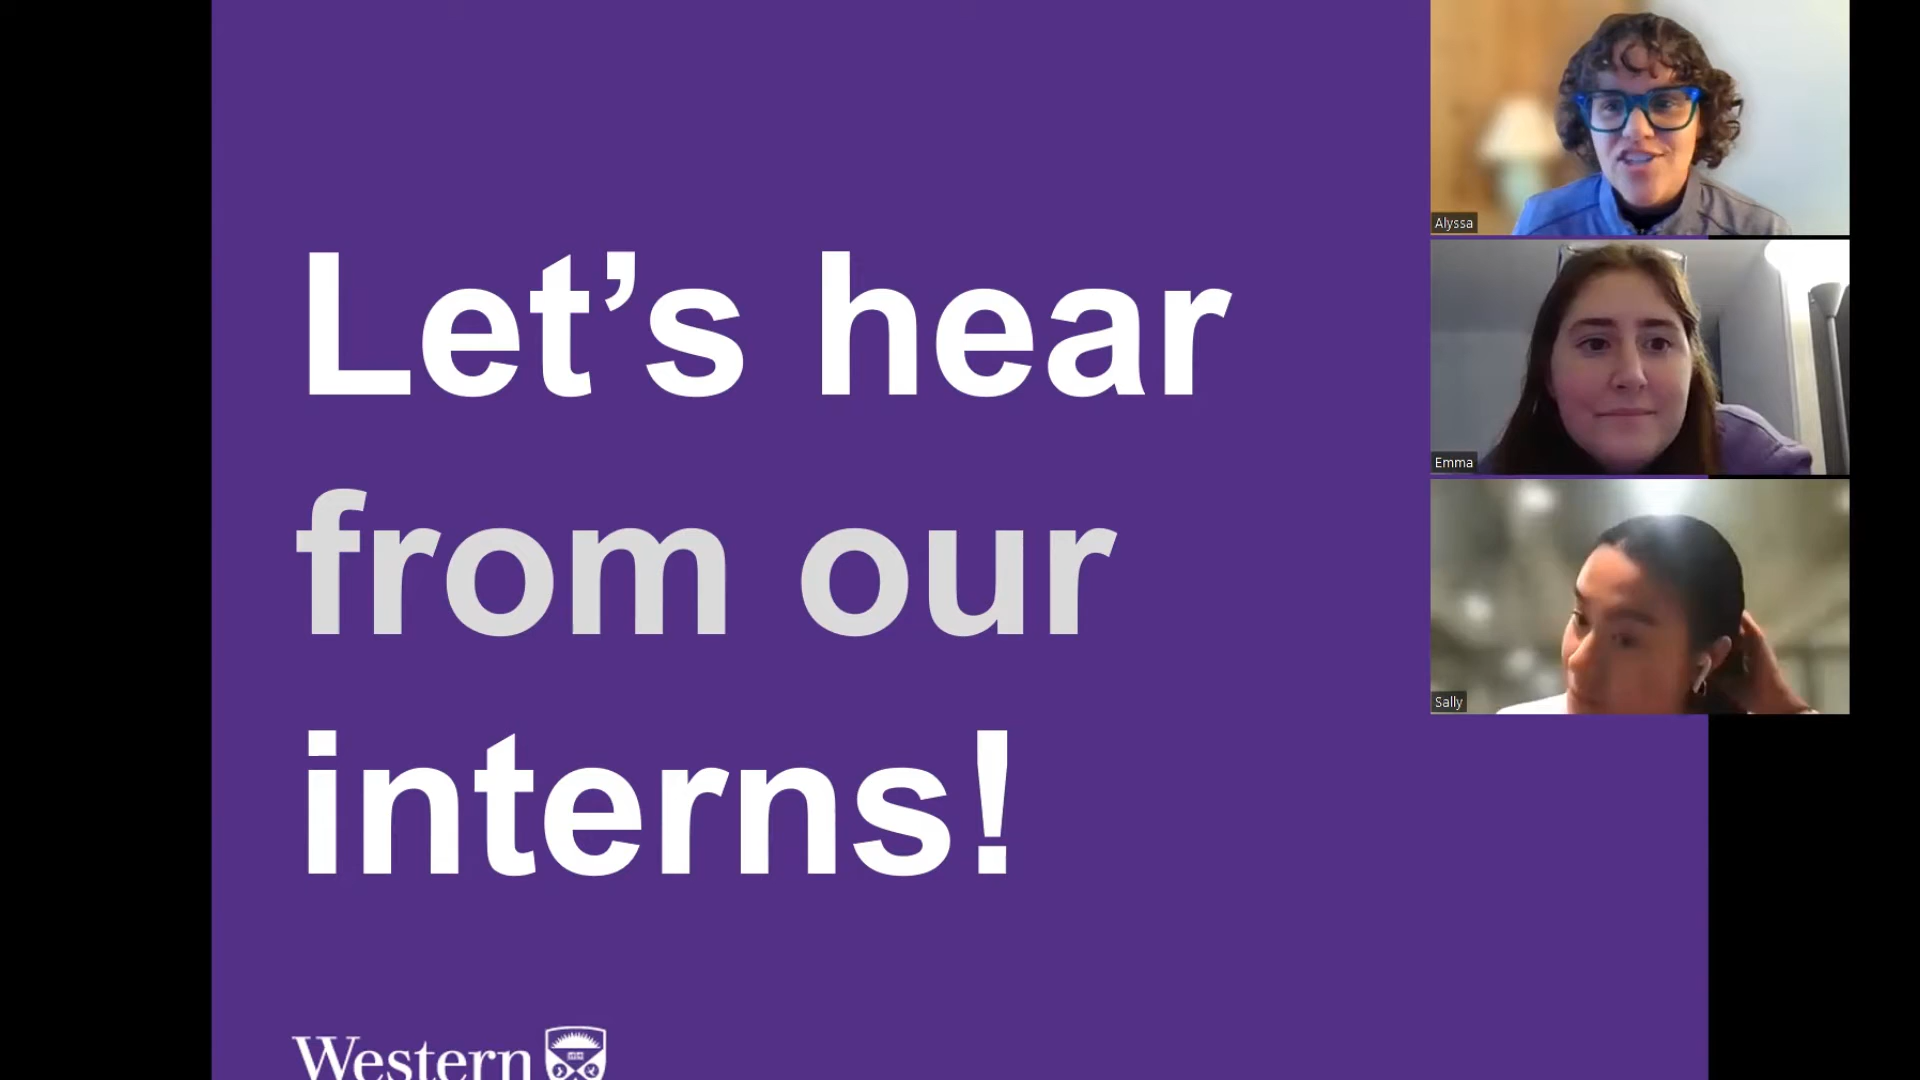 Let’s hear
from our
interns!
Western
Alyssa
Emma
Sally